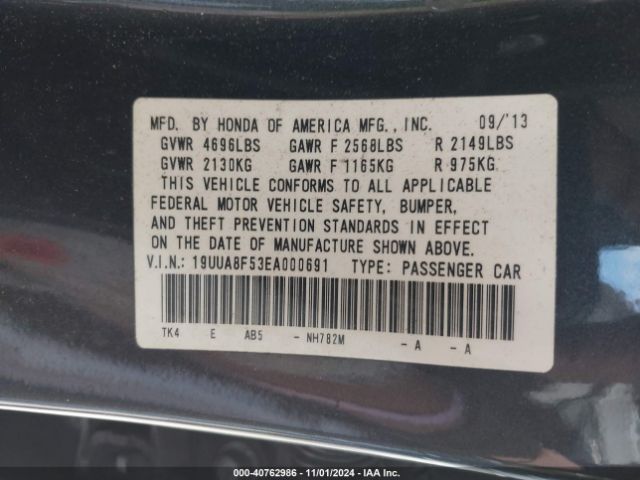 MFD. BY HONDA OF AMERICA MFG., INC. 09/'13
GVWR 4696LBS GAWR F 2568LBS R 2149LBS
GVWR 2130KG GAWR F 1165KG R 975KG
THIS VEHICLE CONFORMS TO ALL APPLICABLE
FEDERAL MOTOR VEHICLE SAFETY, BUMPER,
AND THEFT PREVENTION STANDARDS IN EFFECT
ON THE DATE OF MANUFACTURE SHOWN ABOVE.
V.I.N.: 19UUA8F53EA000691 TYPE: PASSENGER CAR
TK4 E AB5 - NH782M - A - A
000-40762986 - 11/01/2024 - IAA Inc.